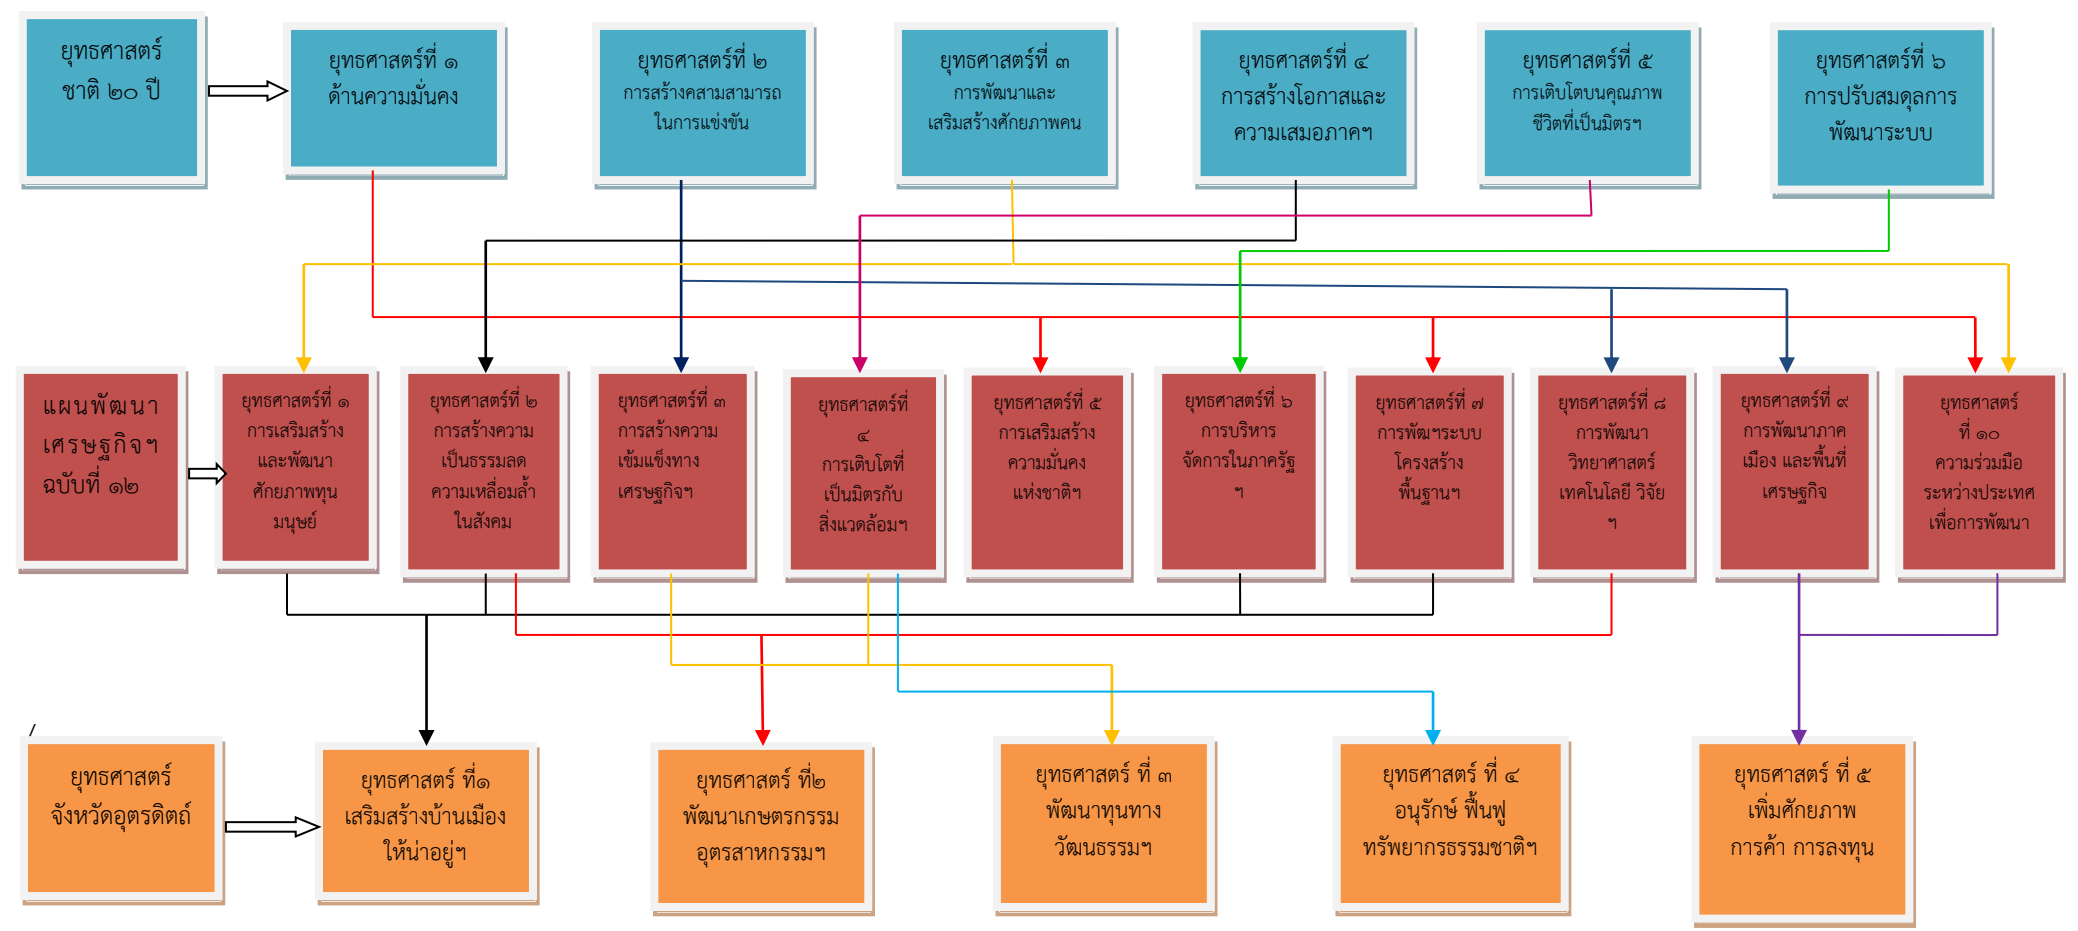 ยุทธศาสตร์
ชาติ ๒๐ ปี
ยุทธศาสตร์ที่ ๑
ด้านความมั่นคง
ยุทธศาสตร์ที่ ๒
การสร้างคสามสามารถ
ในการแข่งขัน
ยุทธศาสตร์ที่ ๓
การพัฒนาและ
เสริมสร้างศักยภาพคน
ยุทธศาสตร์ที่ ๔
การสร้างโอกาสและ
ความเสมอภาคฯ
ยุทธศาสตร์ที่ ๕
การเติบโตบนคุณภาพ
ชีวิตที่เป็นมิตรฯ
ยุทธศาสตร์ที่ ๖
การปรับสมดุลการ
พัฒนาระบบ
แผนพัฒนา
เศรษฐกิจฯ
ฉบับที่ ๑๒
ยุทธศาสตร์ที่ ๑
การเสริมสร้าง
และพัฒนา
ศักยภาพทุน
มนุษย์
ยุทธศาสตร์ที่ ๒
การสร้างความ
เป็นธรรมลด
ความเหลื่อมล้ำ
ในสังคม
ยุทธศาสตร์ที่ ๓
การสร้างความ
เข้มแข็งทาง
เศรษฐกิจฯ
ยุทธศาสตร์ที่
๔
การเติบโตที่
เป็นมิตรกับ
สิ่งแวดล้อมฯ
ยุทธศาสตร์ที่ ๕
การเสริมสร้าง
ความมั่นคง
แห่งชาติฯ
ยุทธศาสตร์ที่ ๖
การบริหาร
จัดการในภาครัฐ
ฯ
ยุทธศาสตร์ที่ ๗
การพัฒฯระบบ
โครงสร้าง
พื้นฐานฯ
ยุทธศาสตร์ที่ ๘
การพัฒนา
วิทยาศาสตร์
เทคโนโลยี วิจัย
ฯ
ยุทธศาสตร์ที่ ๙
การพัฒนาภาค
เมือง และพื้นที่
เศรษฐกิจ
ยุทธศาสตร์
ที่ ๑๐
ความร่วมมือ
ระหว่างประเทศ
เพื่อการพัฒนา
/
ยุทธศาสตร์
จังหวัดอุตรดิตถ์
ยุทธศาสตร์ ที่๑
เสริมสร้างบ้านเมือง
ให้น่าอยู่ฯ
ยุทธศาสตร์ ที่๒
พัฒนาเกษตรกรรม
อุตรสาหกรรมฯ
ยุทธศาสตร์ ที่ ๓
พัฒนาทุนทาง
วัฒนธรรมฯ
ยุทธศาสตร์ ที่ ๔
อนุรักษ์ ฟื้นฟู
ทรัพยากรธรรมชาติฯ
ยุทธศาสตร์ ที่ ๕
เพิ่มศักยภาพ
การค้า การลงทุน